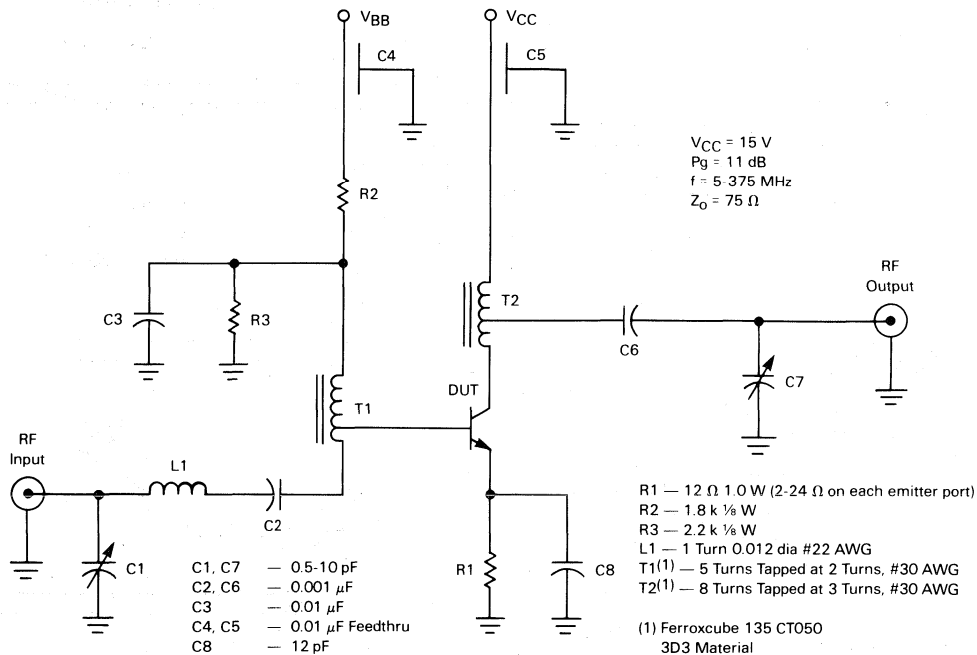 VBB
VCC
C4
C5
VCC = 15 V
Pg = 11 dB
f = 5-375 MHz
Zo = 75 Ω
R2
RF
Output
T2
C3
R3
C6
C7
DUT
T1
RF
Input
L1
C2
C1
R1
C8
C1, C7 — 0.5-10 pF
C2, C6 — 0.001 μF
C3 — 0.01 μF
C4, C5 — 0.01 μF Feedthru
C8 — 12 pF
R1 — 12 Ω 1.0 W (2-24 Ω on each emitter port)
R2 — 1.8 k ⅛ W
R3 — 2.2 k ⅛ W
L1 — 1 Turn 0.012 dia #22 AWG
T1(1) — 5 Turns Tapped at 2 Turns, #30 AWG
T2(1) — 8 Turns Tapped at 3 Turns, #30 AWG
(1) Ferroxcube 135 CT050
3D3 Material